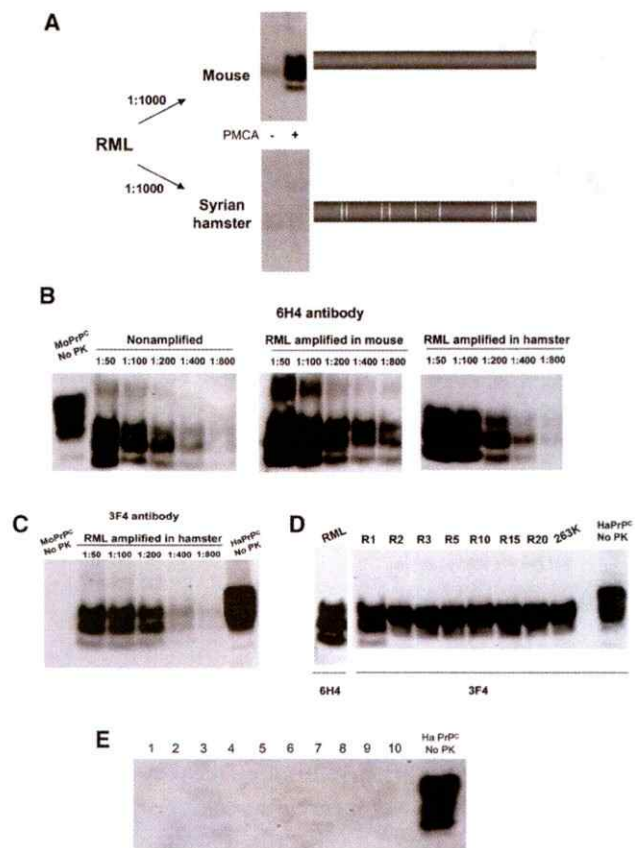 A
Mouse
1:1000
PMCA - +
RML
1:1000
Syrian
hamster
B
6H4 antibody
MoPrPC
No PK
Nonamplified
RML amplified in mouse
RML amplified in hamster
1:50 1:100 1:200 1:400 1:800
1:50 1:100 1:200 1:400 1:800
1:50 1:100 1:200 1:400 1:800
C
3F4 antibody
MoPrPC
No PK
RML amplified in hamster
1:50 1:100 1:200 1:400 1:800
HaPrPC
No PK
D
RML
R1 R2 R3 R5 R10 R15 R20 263K
HaPrPC
No PK
6H4
3F4
E
1 2 3 4 5 6 7 8 9 10
Ha PrPC
No PK